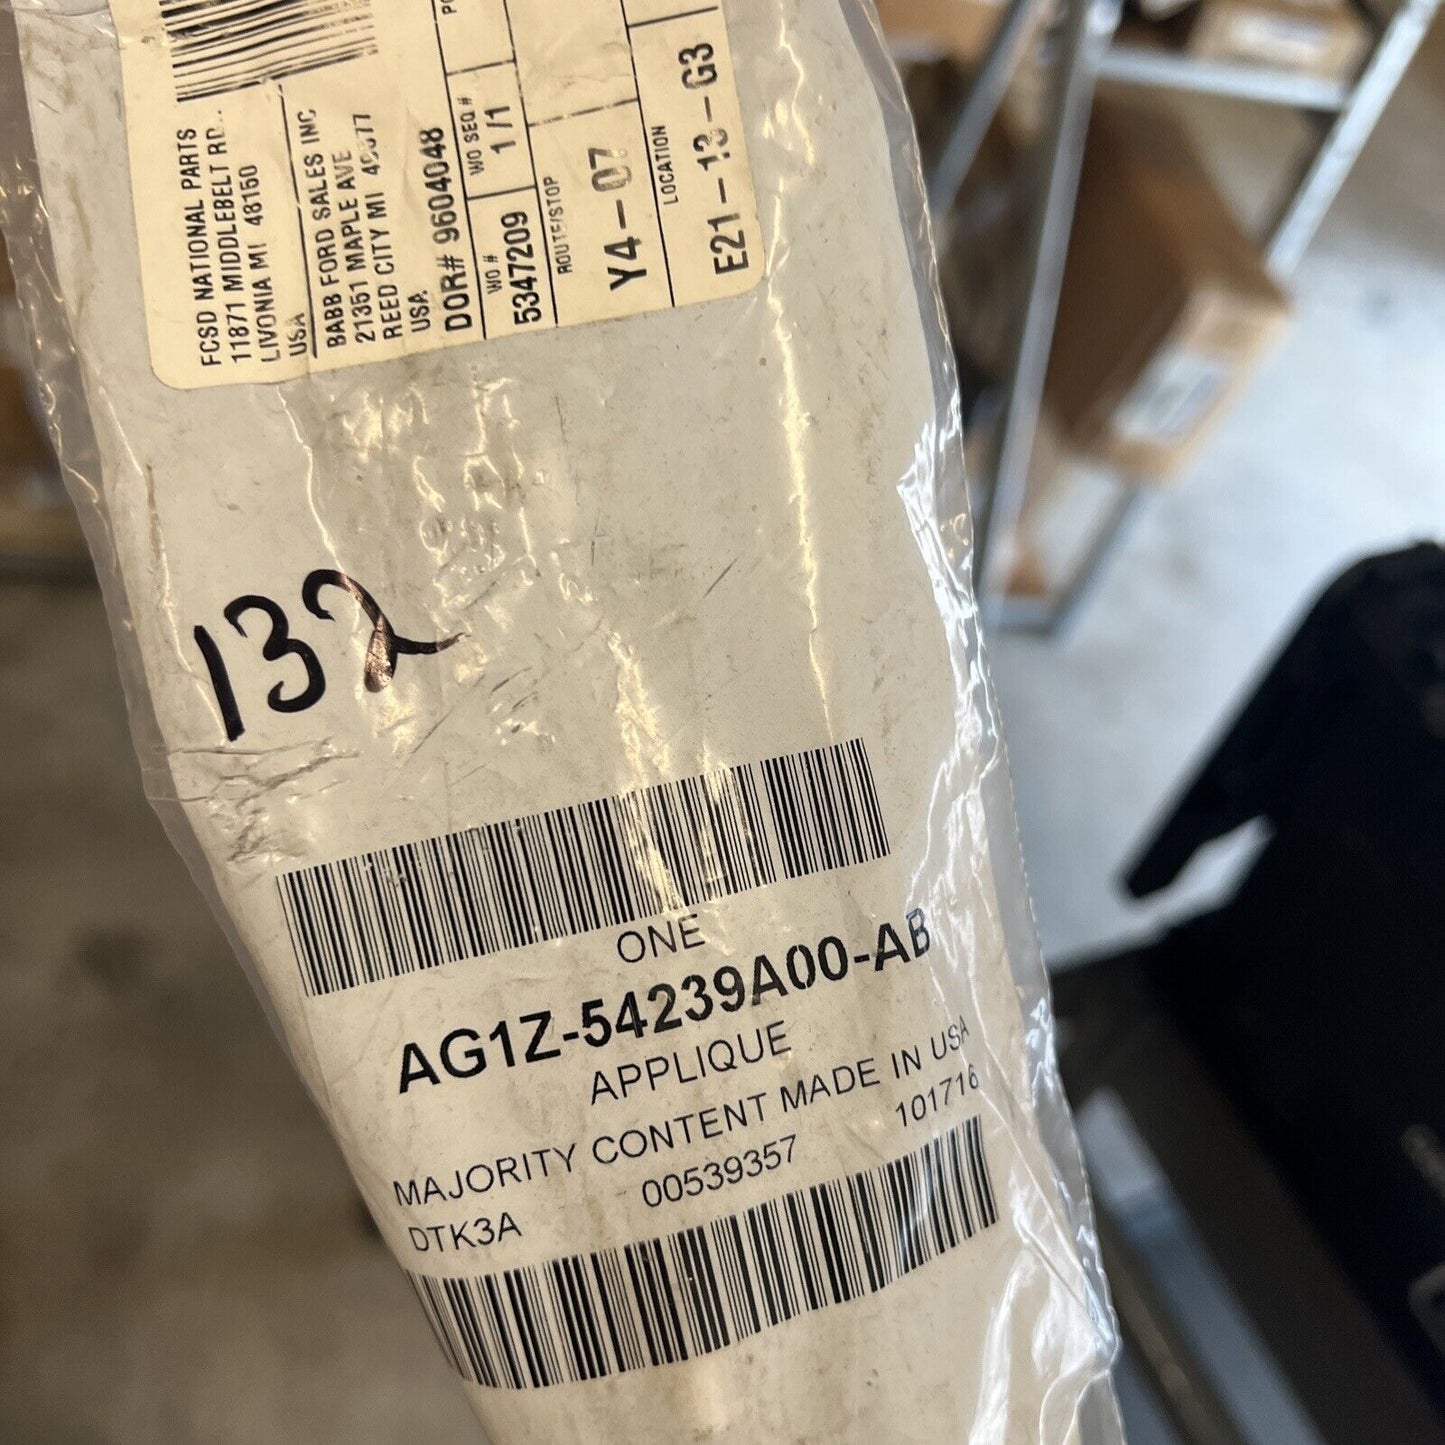 FCSD NATIONAL PARTS
11871 MIDDLEBELT RD..
LIVONIA MI 48150
USA
BABB FORD SALES INC
21351 MAPLE AVE
REED CITY MI
USA
DOR# 9604048
WO #
WO SEQ #
5347209
1 /1
ROUTE/STOP
Y4-07
LOCATION
E21-13-G3
132
ONE
AG1Z-54239A00-AB
APPLIQUE
MAJORITY CONTENT MADE IN USA
DTK3A 00539357 101716